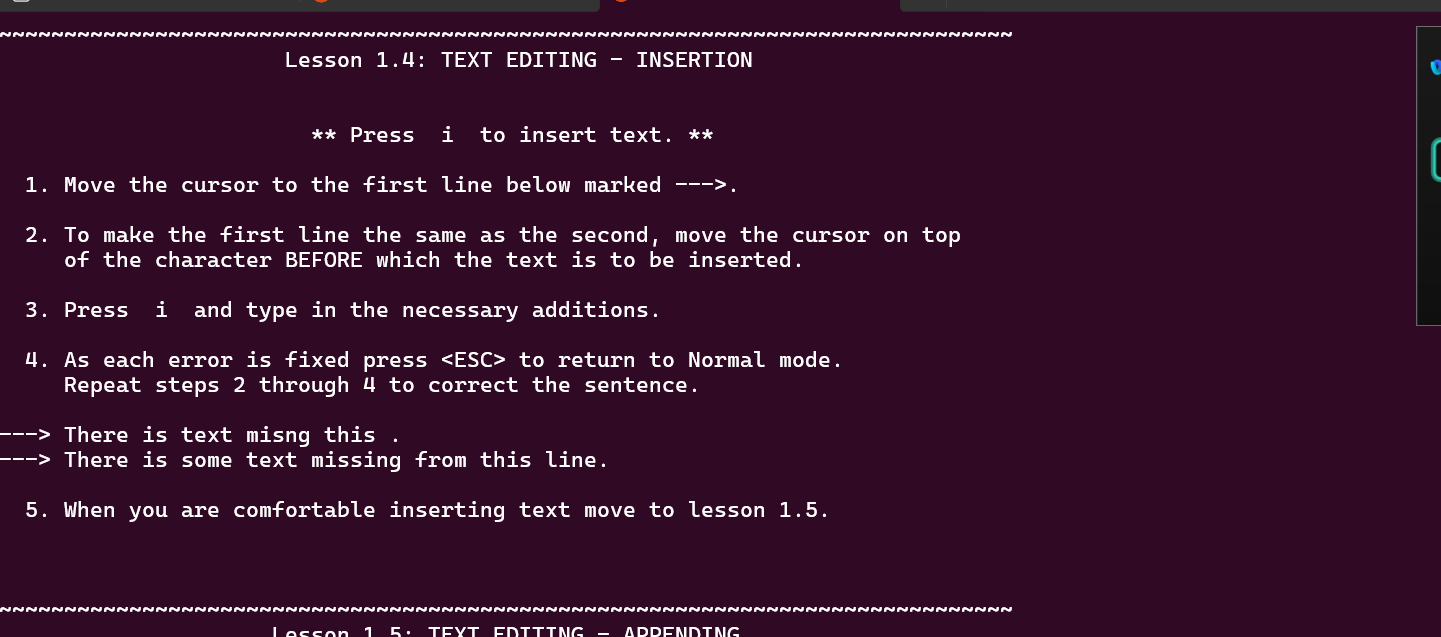 ~~~~~~~~~~~~~~~~~~~~~~~~~~~~~~~~~~~~~~~~~~~~~~~~~~~~~~~~~~~~~~~~~~~~~~~~~~~~~~
Lesson 1.4: TEXT EDITING - INSERTION
** Press  i  to insert text. **
1. Move the cursor to the first line below marked --->.
2. To make the first line the same as the second, move the cursor on top
of the character BEFORE which the text is to be inserted.
3. Press  i  and type in the necessary additions.
4. As each error is fixed press <ESC> to return to Normal mode.
Repeat steps 2 through 4 to correct the sentence.
---> There is text misng this .
---> There is some text missing from this line.
5. When you are comfortable inserting text move to lesson 1.5.
~~~~~~~~~~~~~~~~~~~~~~~~~~~~~~~~~~~~~~~~~~~~~~~~~~~~~~~~~~~~~~~~~~~~~~~~~~~~~~
Lesson 1.5: TEXT EDITING - APPENDING